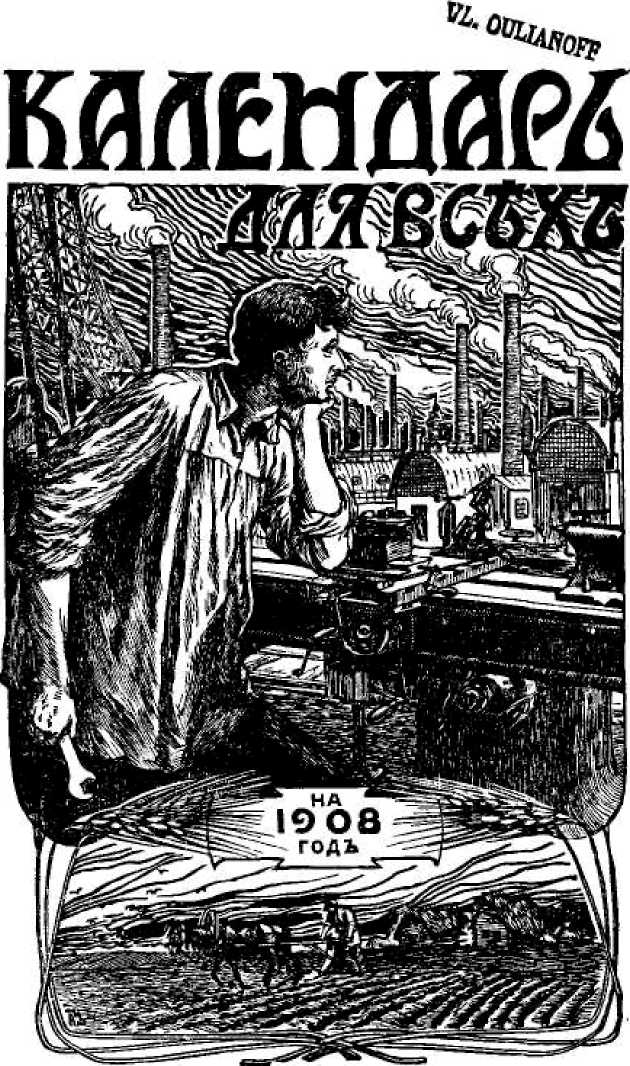 VL. OULIANOFF
КАЛЕНДАРЬ
ДЛЯ ВСѢХЪ
НА
1908
ГОДЪ